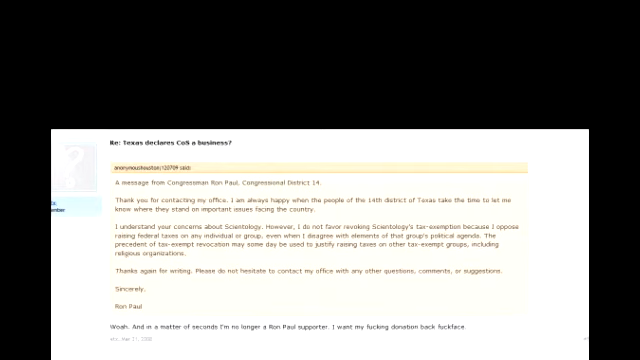 Re: Texas declares CoS a business?
anonymoushouston;120709 said:
A message from Congressman Ron Paul, Congressional District 14.
Thank you for contacting my office. I am always happy when the people of the 14th district of Texas take the time to let
know where they stand on important issues facing the country.
I understand your concerns about Scientology. However, I do not favor revoking Scientology's tax-exemption because I oppose
raising federal taxes on any individual or group, even when I disagree with elements of that group's political agenda. The
precedent of tax-exempt revocation may some day be used to justify raising taxes on other tax-exempt groups, including
religious organizations.
Thanks again for writing. Please do not hesitate to contact my office with any other questions, comments, or suggestions.
Sincerely,
Ron Paul
Woah. And in a matter of seconds I'm no longer a Ron Paul supporter. I want my fucking donation back fuckface.